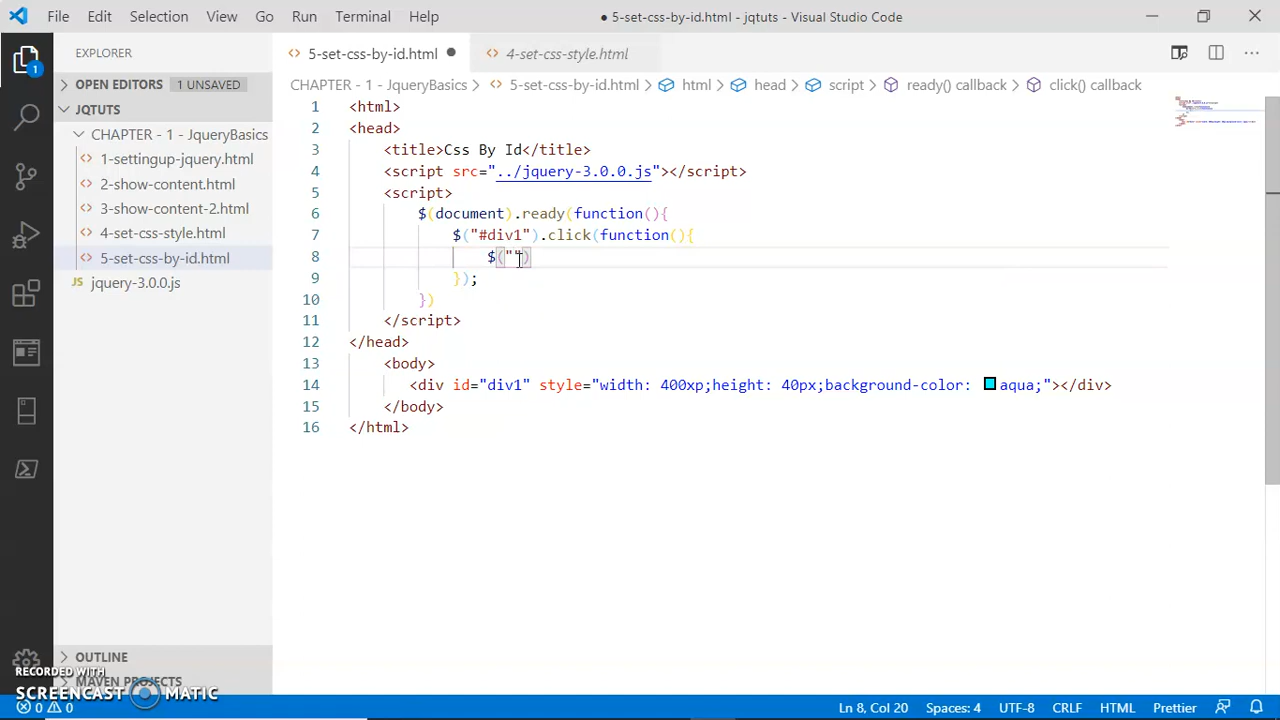 File Edit Selection View Go Run Terminal Help ● 5-set-css-by-id.html - jqtuts - Visual Studio Code
EXPLORER
5-set-css-by-id.html ●
4-set-css-style.html
OPEN EDITORS 1 UNSAVED
CHAPTER - 1 - JqueryBasics > 5-set-css-by-id.html > html > head > script > ready() callback > click() callback
JQTUTS
CHAPTER - 1 - JqueryBasics
1-settingup-jquery.html
2-show-content.html
3-show-content-2.html
4-set-css-style.html
5-set-css-by-id.html
jquery-3.0.0.js
JS
1
1 <html>
2 <head>
3 <title>Css By Id</title>
4 <script src="../jquery-3.0.0.js"></script>
5 <script>
6 $(document).ready(function(){
7 $("#div1").click(function(){
8 $("")
9 });
10 })
11 </script>
12 </head>
13 <body>
14 <div id="div1" style="width: 400xp;height: 40px;background-color: aqua;"></div>
15 </body>
16 </html>
OUTLINE
MAVEN PROJECTS
RECORDED WITH
SCREENCAST MATIC
0 0 Ln 8, Col 20 Spaces: 4 UTF-8 CRLF HTML Prettier